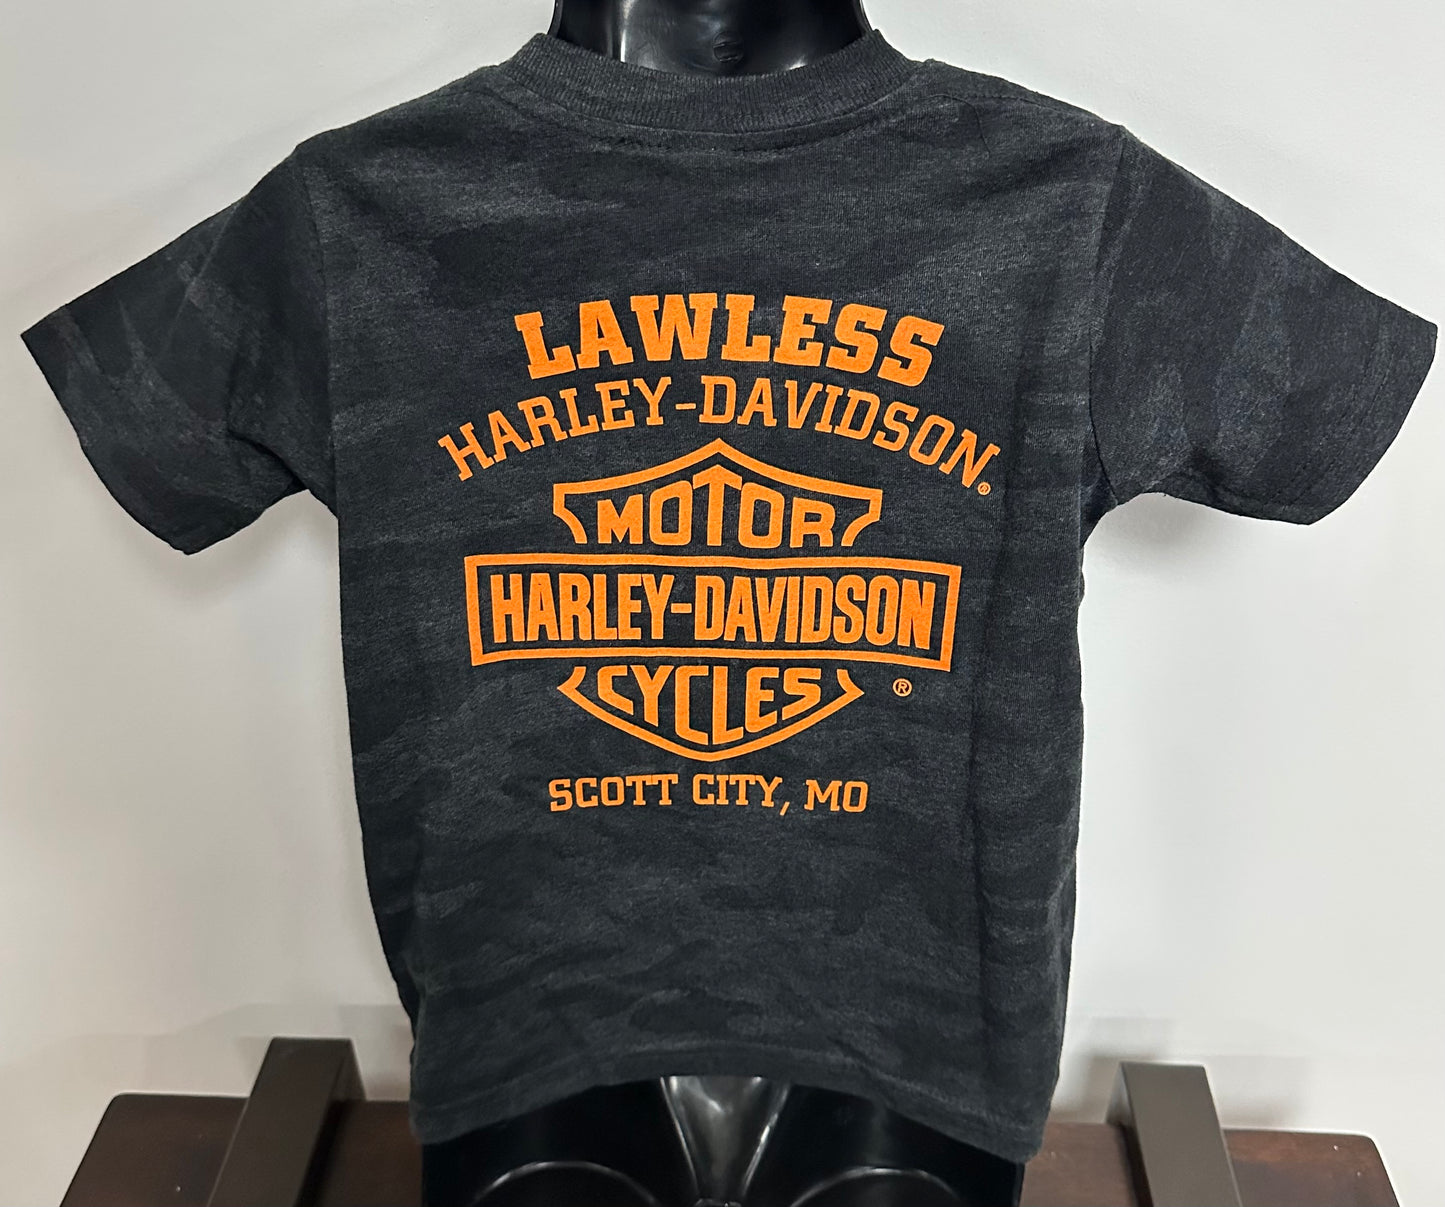 LAWLESS
HARLEY-DAVIDSON®
MOTOR
HARLEY-DAVIDSON
CYCLES ®
SCOTT CITY, MO